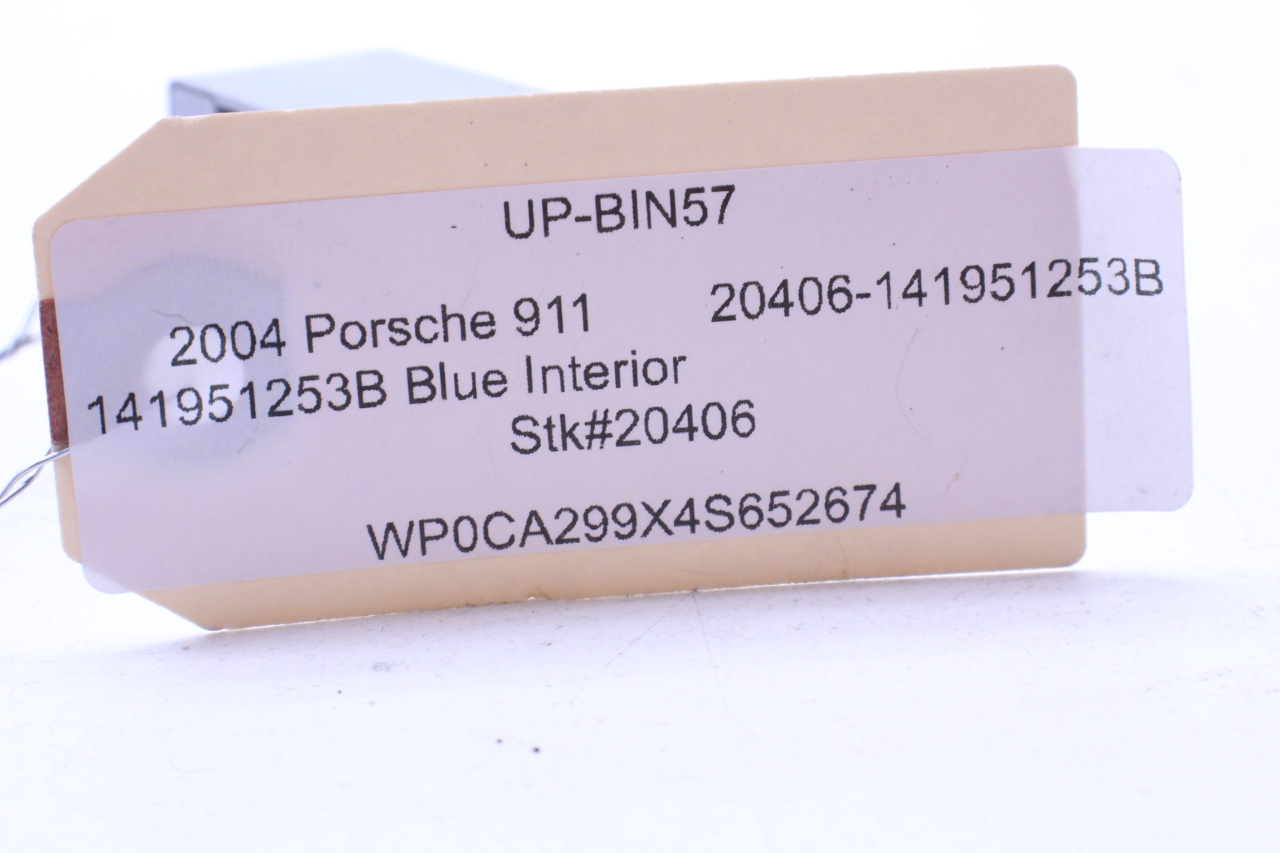 UP-BIN57
2004 Porsche 911 20406-141951253B
141951253B Blue Interior
Stk#20406
WP0CA299X4S652674